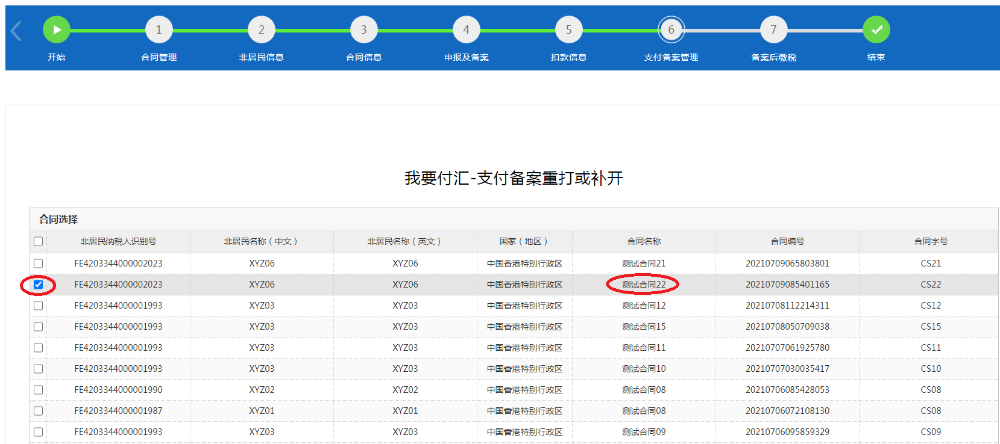 1 2 3 4 5 6 7
开始 合同管理 非居民信息 合同信息 申报及备案 扣款信息 支付备案管理 备案后缴税 结束
我要付汇-支付备案重打或补开
合同选择
非居民纳税人识别号 非居民名称（中文） 非居民名称（英文） 国家（地区） 合同名称 合同编号 合同字号
FE4203344000002023 XYZ06 XYZ06 中国香港特别行政区 测试合同21 20210709065803801 CS21
FE4203344000002023 XYZ06 XYZ06 中国香港特别行政区 测试合同22 20210709085401165 CS22
FE4203344000001993 XYZ03 XYZ03 中国香港特别行政区 测试合同12 20210708112214311 CS12
FE4203344000001993 XYZ03 XYZ03 中国香港特别行政区 测试合同15 20210708050709038 CS15
FE4203344000001993 XYZ03 XYZ03 中国香港特别行政区 测试合同11 20210707061925780 CS11
FE4203344000001993 XYZ03 XYZ03 中国香港特别行政区 测试合同10 20210707030035417 CS10
FE4203344000001990 XYZ02 XYZ02 中国香港特别行政区 测试合同08 20210706085428053 CS08
FE4203344000001987 XYZ01 XYZ01 中国香港特别行政区 测试合同08 20210706072108130 CS08
FE4203344000001993 XYZ03 XYZ03 中国香港特别行政区 测试合同09 20210706095859329 CS09